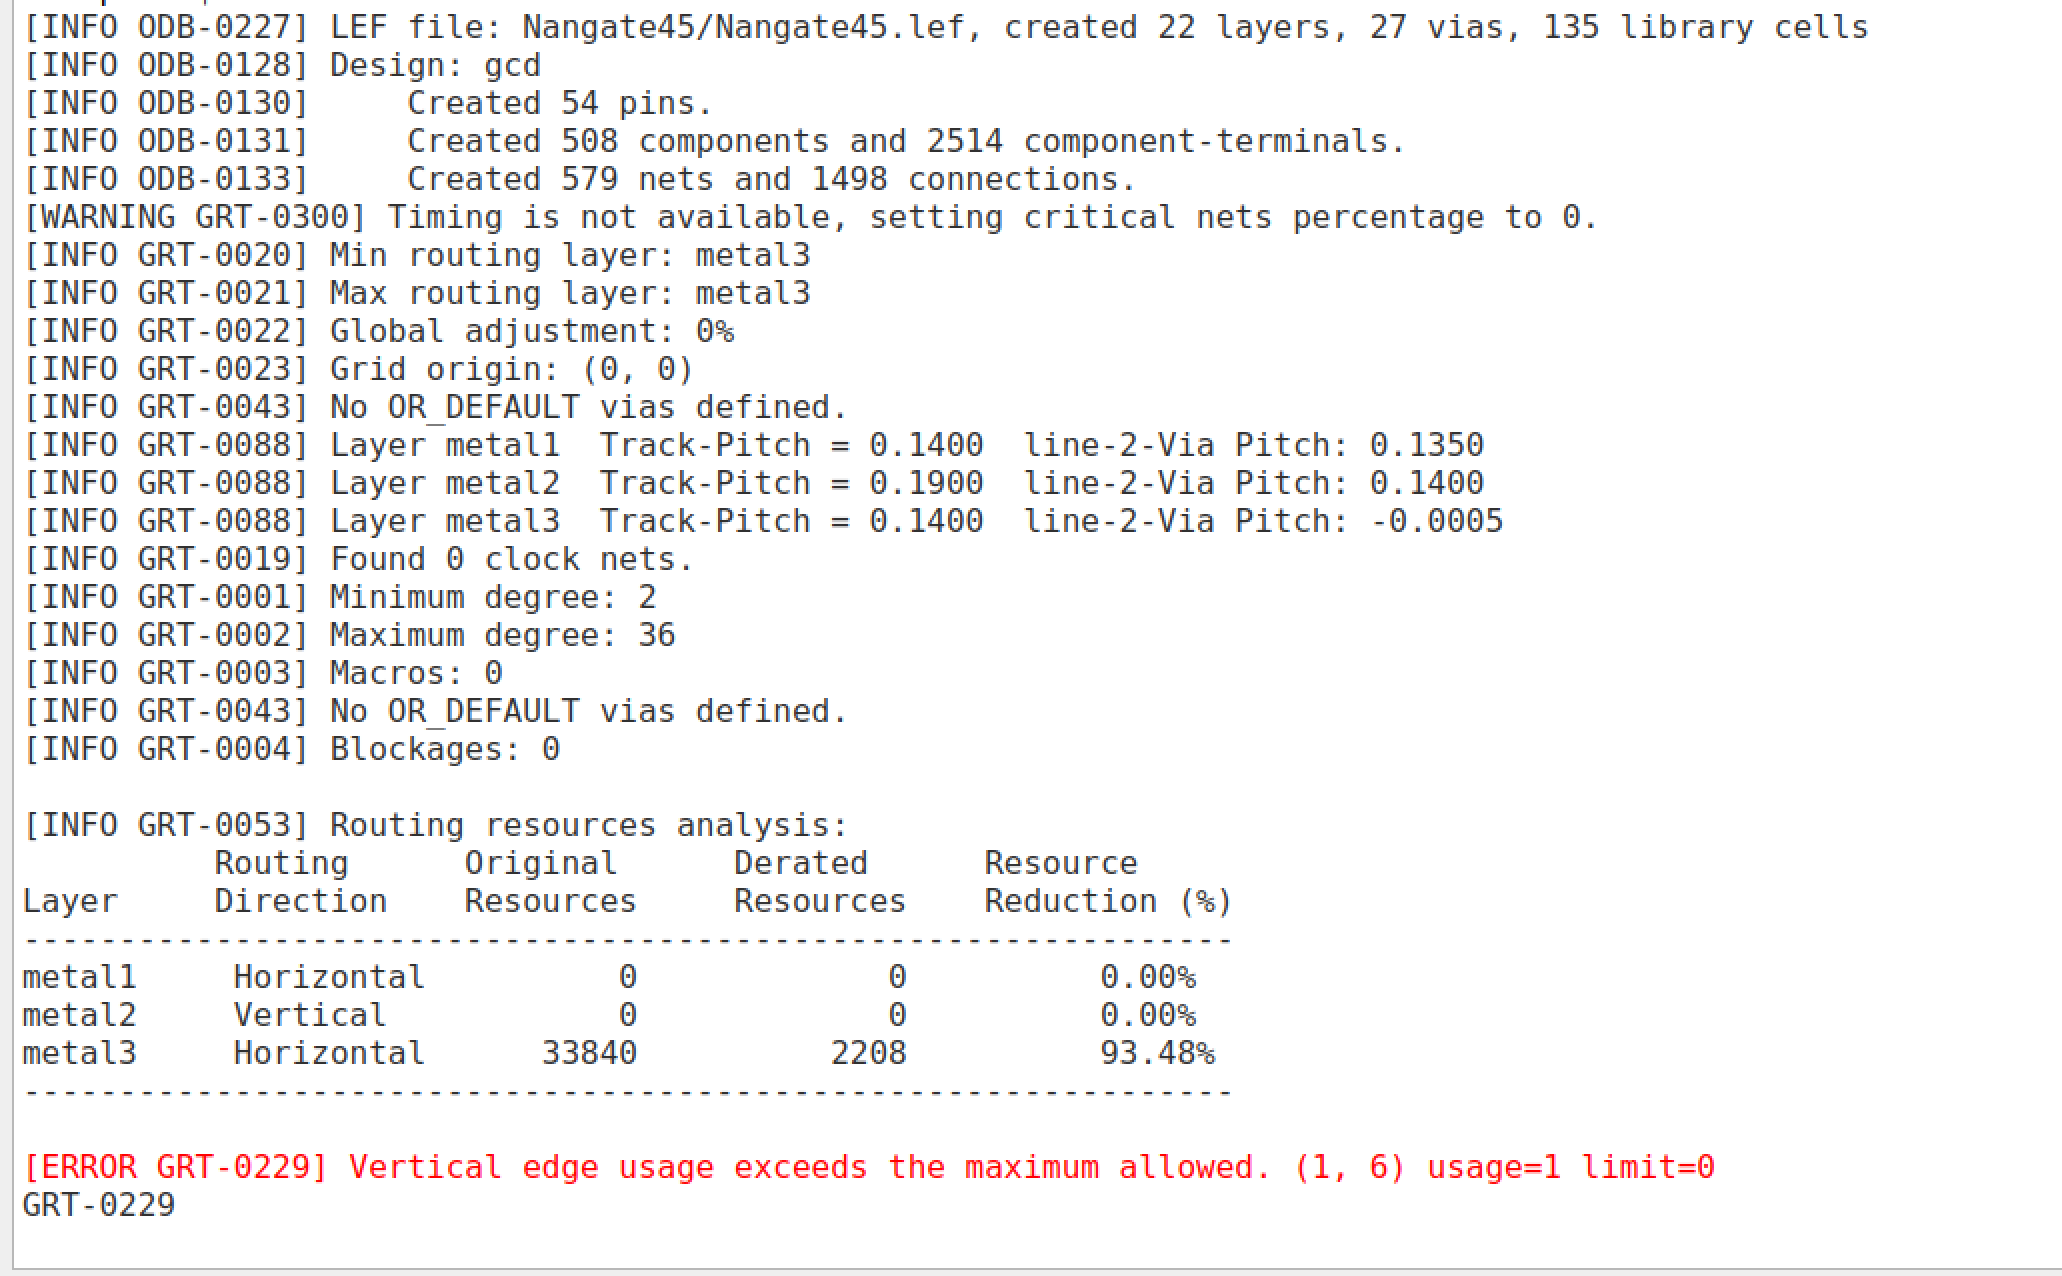 [INFO ODB-0227] LEF file: Nangate45/Nangate45.lef, created 22 layers, 27 vias, 135 library cells
[INFO ODB-0128] Design: gcd
[INFO ODB-0130]     Created 54 pins.
[INFO ODB-0131]     Created 508 components and 2514 component-terminals.
[INFO ODB-0133]     Created 579 nets and 1498 connections.
[WARNING GRT-0300] Timing is not available, setting critical nets percentage to 0.
[INFO GRT-0020] Min routing layer: metal3
[INFO GRT-0021] Max routing layer: metal3
[INFO GRT-0022] Global adjustment: 0%
[INFO GRT-0023] Grid origin: (0, 0)
[INFO GRT-0043] No OR_DEFAULT vias defined.
[INFO GRT-0088] Layer metal1  Track-Pitch = 0.1400  line-2-Via Pitch: 0.1350
[INFO GRT-0088] Layer metal2  Track-Pitch = 0.1900  line-2-Via Pitch: 0.1400
[INFO GRT-0088] Layer metal3  Track-Pitch = 0.1400  line-2-Via Pitch: -0.0005
[INFO GRT-0019] Found 0 clock nets.
[INFO GRT-0001] Minimum degree: 2
[INFO GRT-0002] Maximum degree: 36
[INFO GRT-0003] Macros: 0
[INFO GRT-0043] No OR_DEFAULT vias defined.
[INFO GRT-0004] Blockages: 0

[INFO GRT-0053] Routing resources analysis:
          Routing      Original      Derated      Resource
Layer     Direction    Resources     Resources    Reduction (%)
---------------------------------------------------------------
metal1     Horizontal          0             0          0.00%
metal2     Vertical            0             0          0.00%
metal3     Horizontal      33840          2208          93.48%
---------------------------------------------------------------

[ERROR GRT-0229] Vertical edge usage exceeds the maximum allowed. (1, 6) usage=1 limit=0
GRT-0229